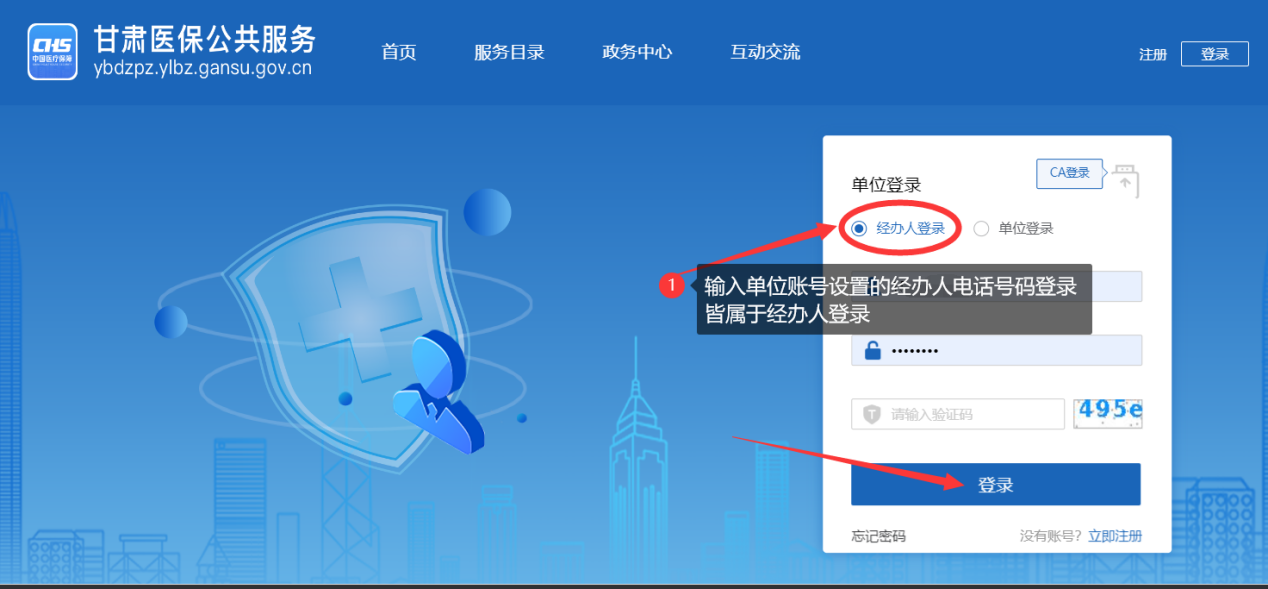 CHS
中国医疗保障
甘肃医保公共服务
ybdzpz.ylbz.gansu.gov.cn
首页
服务目录
政务中心
互动交流
注册
登录
单位登录
CA登录
经办人登录
单位登录
1
输入单位账号设置的经办人电话号码登录
皆属于经办人登录
••••••••
请输入验证码
495e
登录
忘记密码
没有账号? 立即注册